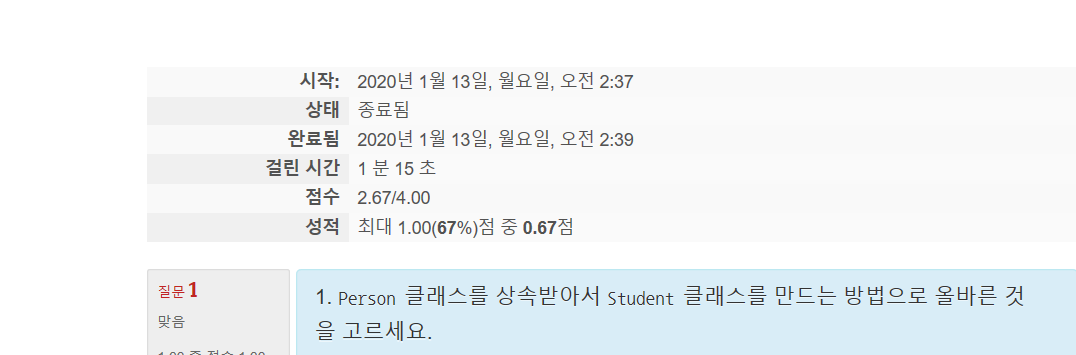 시작: 2020년 1월 13일, 월요일, 오전 2:37
상태 종료됨
완료됨 2020년 1월 13일, 월요일, 오전 2:39
걸린 시간 1 분 15 초
점수 2.67/4.00
성적 최대 1.00(67%)점 중 0.67점
질문 1
맞음
1. Person 클래스를 상속받아서 Student 클래스를 만드는 방법으로 올바른 것
을 고르세요.